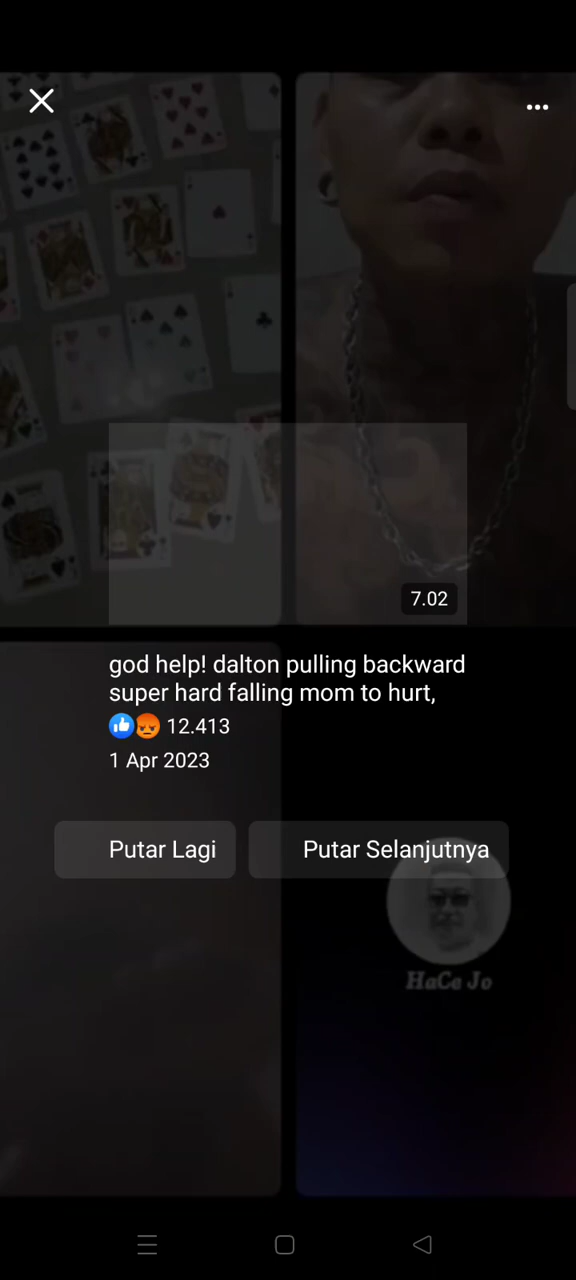 7.02
god help! dalton pulling backward
super hard falling mom to hurt,
12.413
1 Apr 2023
Putar Lagi
Putar Selanjutnya
HaCe Jo